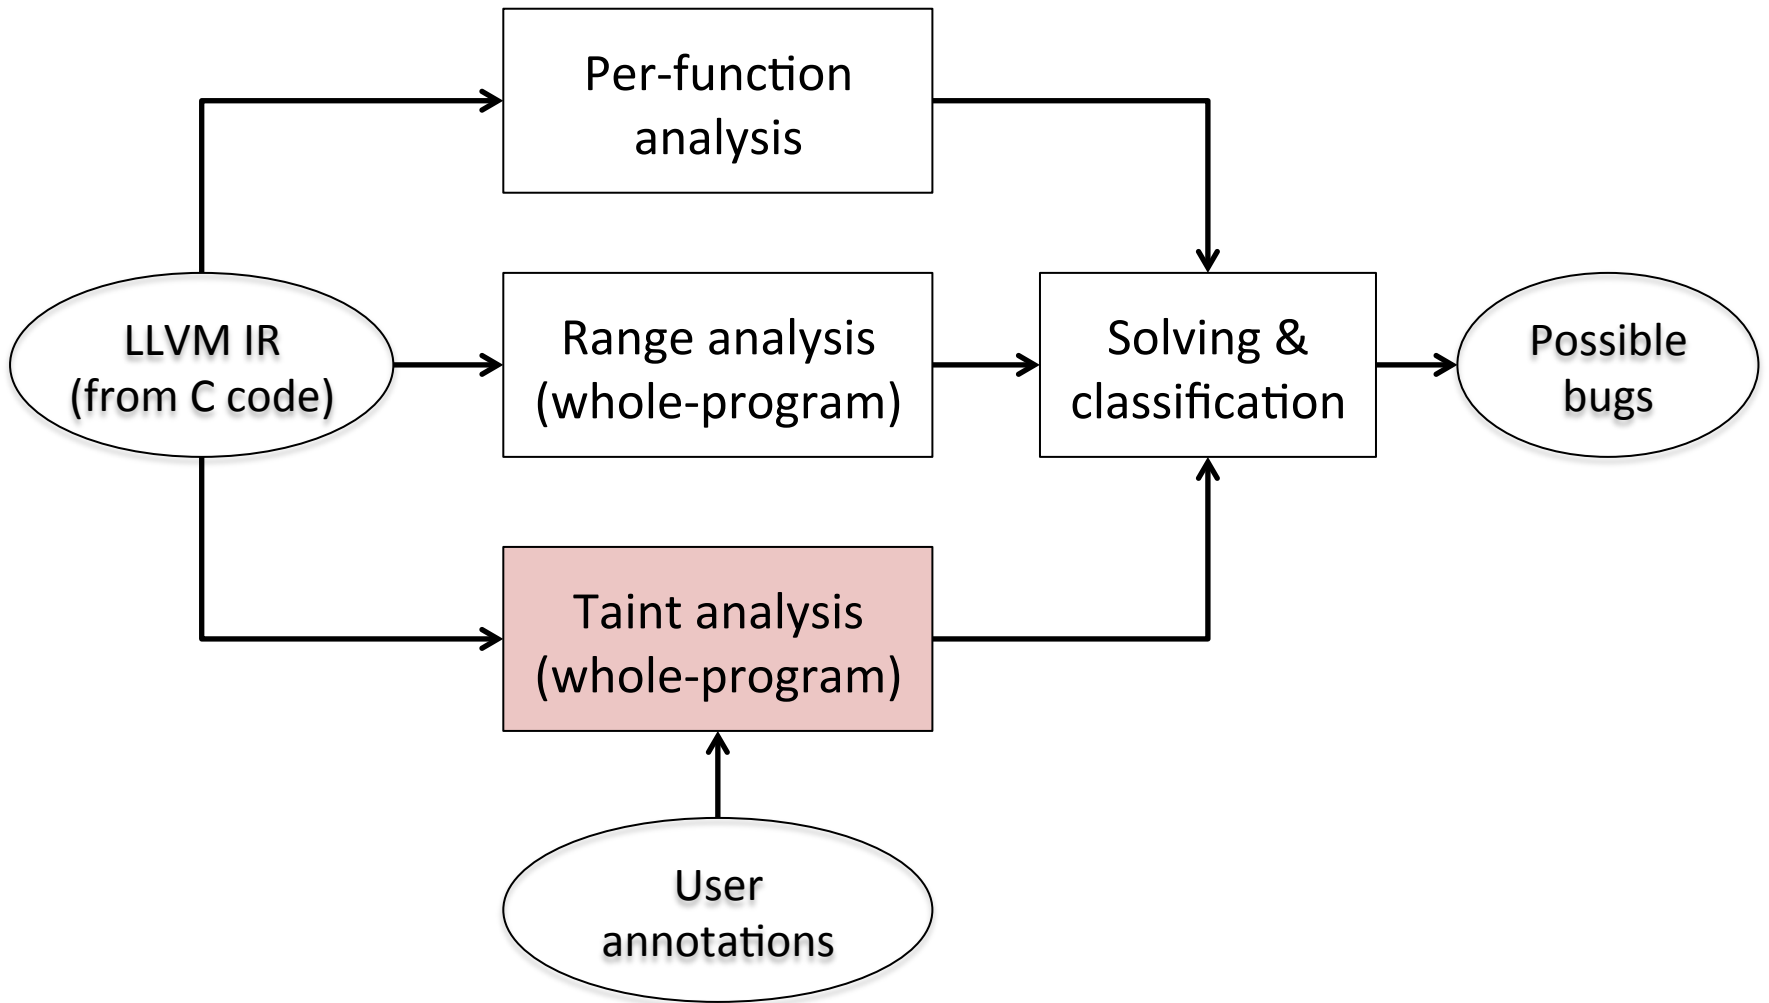 Per-function
analysis
LLVM IR
(from C code)
Range analysis
(whole-program)
Solving &
classification
Possible
bugs
Taint analysis
(whole-program)
User
annotations